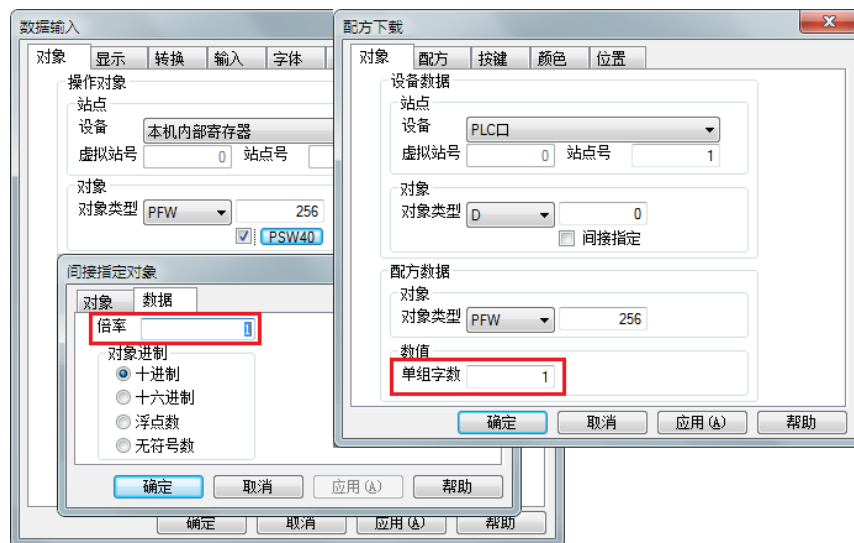 数据输入
对象 显示 转换 输入 字体
操作对象
站点
设备 本机内部寄存器
虚拟站号 0 站点号
对象
对象类型 PFW 256
PSW40
间接指定对象
对象 数据
倍率 1
对象进制
十进制
十六进制
浮点数
无符号数
确定 取消 应用(A) 帮助
确定 取消 应用(A) 帮助
配方下载
对象 配方 按键 颜色 位置
设备数据
站点
设备 PLC口
虚拟站号 0 站点号 1
对象
对象类型 D 0
间接指定
配方数据
对象
对象类型 PFW 256
数值
单组字数 1
确定 取消 应用(A) 帮助